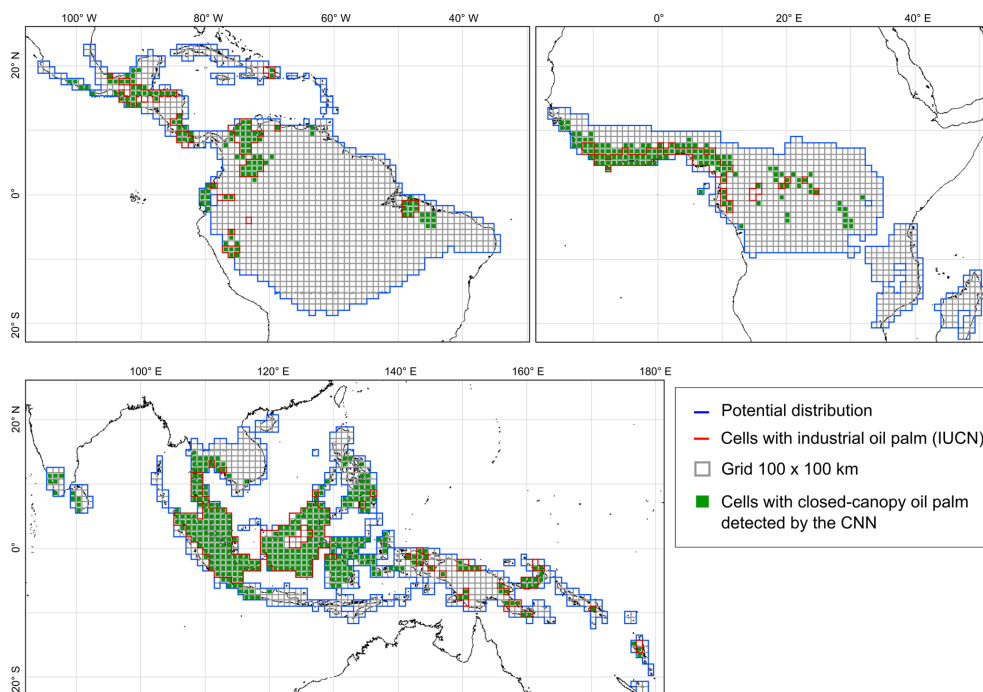 100° W 80° W 60° W 40° W
0° 20° E 40° E
20° N
0°
20° S
100° E 120° E 140° E 160° E
20° N
0°
20° S
Potential distribution
Cells with industrial oil palm (IUCN)
Grid 100 x 100 km
Cells with closed-canopy oil palm
detected by the CNN